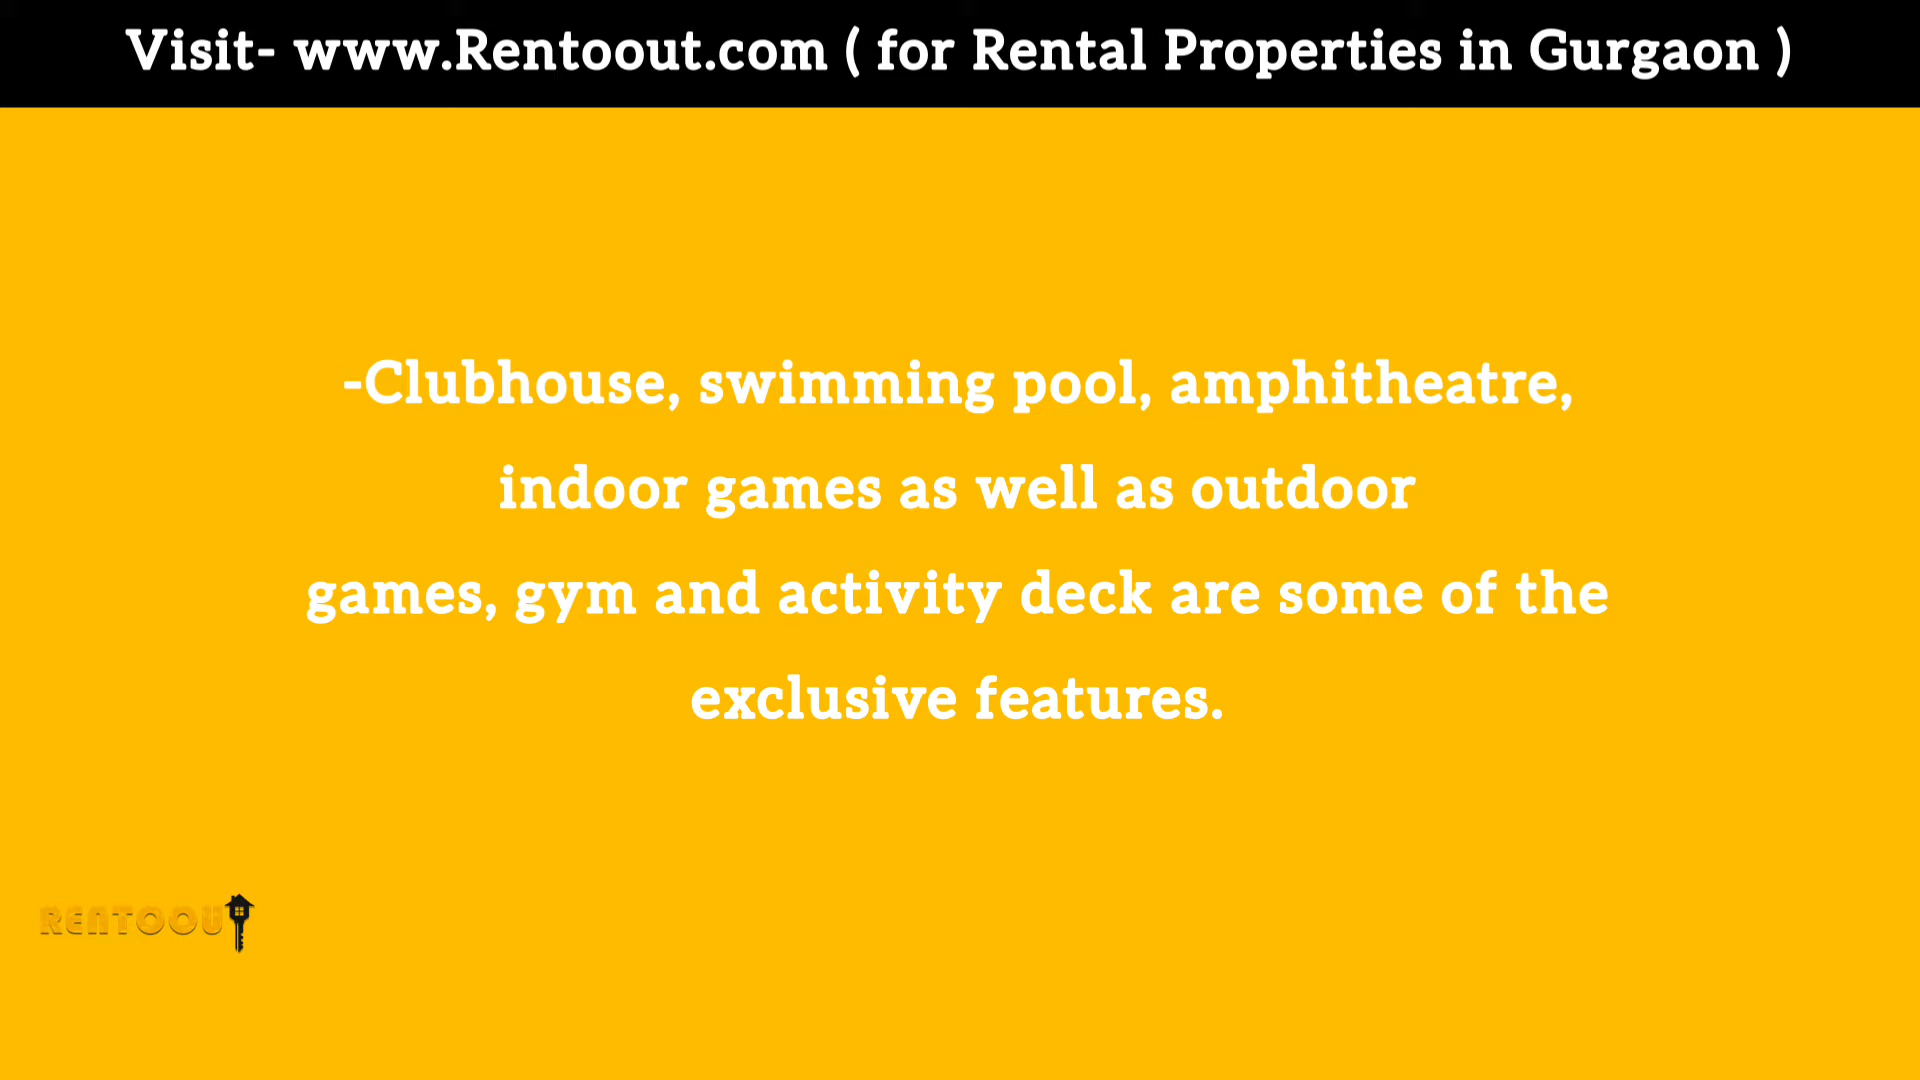 Visit- www.Rentoout.com ( for Rental Properties in Gurgaon )
-Clubhouse, swimming pool, amphitheatre,
indoor games as well as outdoor
games, gym and activity deck are some of the
exclusive features.
RENTOOU